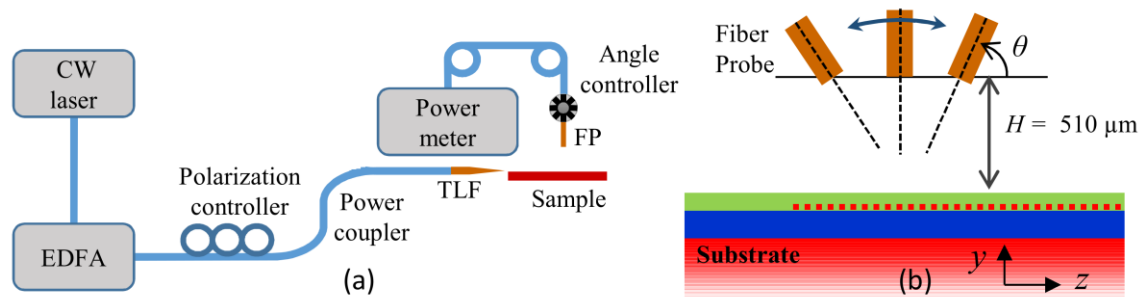 CW
laser
EDFA
Polarization
controller
(a)
Power
coupler
Power
meter
TLF
Angle
controller
FP
Sample
Fiber
Probe
θ
H = 510 µm
Substrate
y
z
(b)